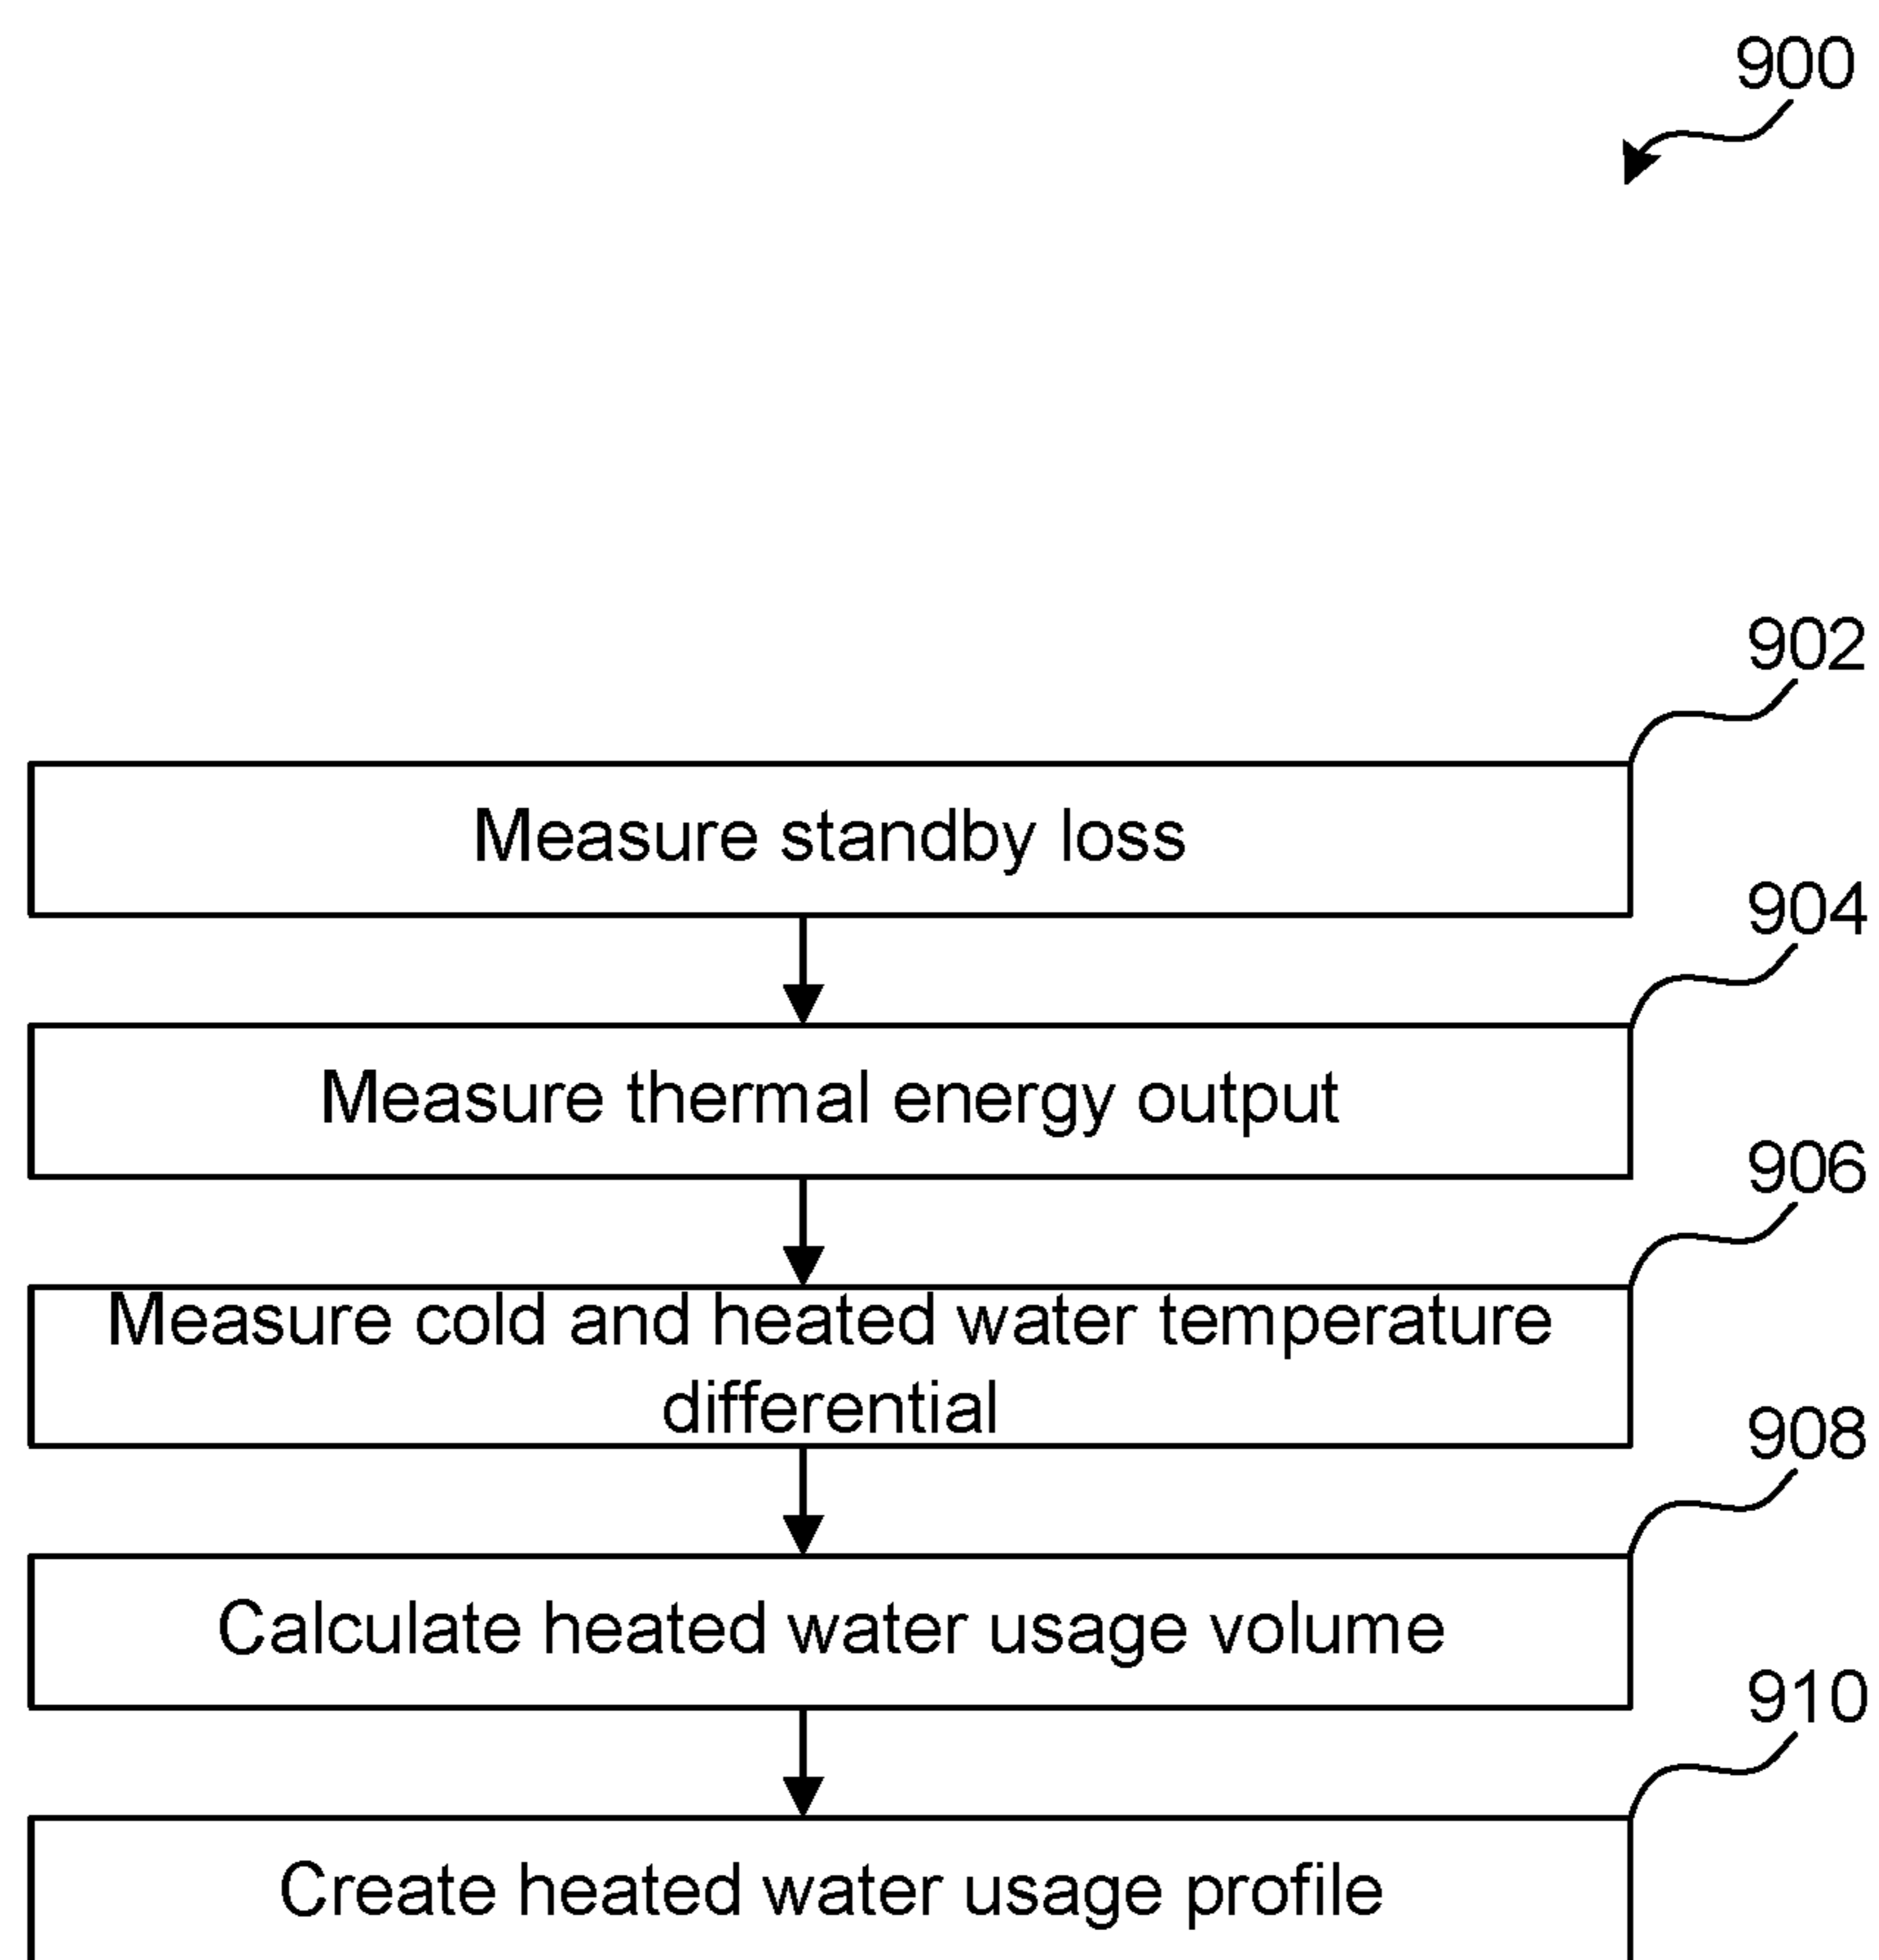 900
902
Measure standby loss
904
Measure thermal energy output
906
Measure cold and heated water temperature
differential
908
Calculate heated water usage volume
910
Create heated water usage profile